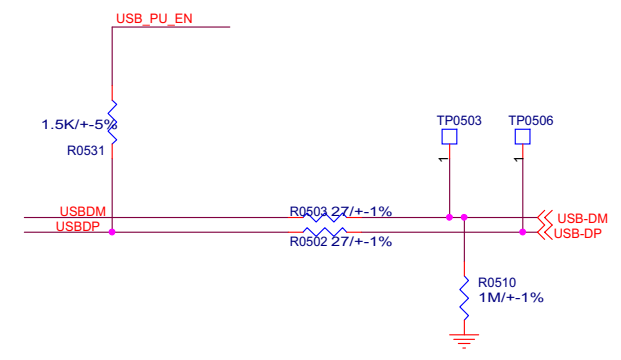 USB_PU_EN
1.5K/+-5%
R0531
TP0503
TP0506
1
1
USBDM
R0503 27/+-1%
USB-DM
USBDP
R0502 27/+-1%
USB-DP
R0510
1M/+-1%